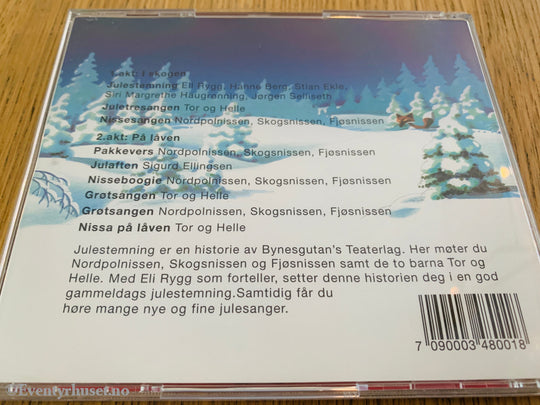 1.akt: I skogen
Julestemning Eli Rygg, Hanne Berg, Stian Ekle,
Siri Margrethe Haugrønning, Jørgen Selliseth
Juletresangen Tor og Helle
Nissesangen Nordpolnissen, Skogsnissen, Fjøsnissen
2.akt: På låven
Pakkevers Nordpolnissen, Skogsnissen, Fjøsnissen
Julaften Sigurd Ellingsen
Nisseboogie Nordpolnissen, Skogsnissen, Fjøsnissen
Grøtsangen Tor og Helle
Grøtsangen Nordpolnissen, Skogsnissen, Fjøsnissen
Nissa på låven Tor og Helle
Julestemning er en historie av Bynesgutan's Teaterlag. Her møter du
Nordpolnissen, Skogsnissen og Fjøsnissen samt de to barna Tor og
Helle. Med Eli Rygg som forteller, setter denne historien deg i en god
gammeldags julestemning.Samtidig får du
høre mange nye og fine julesanger.
7 090003 480018
Eventyrhuset.no